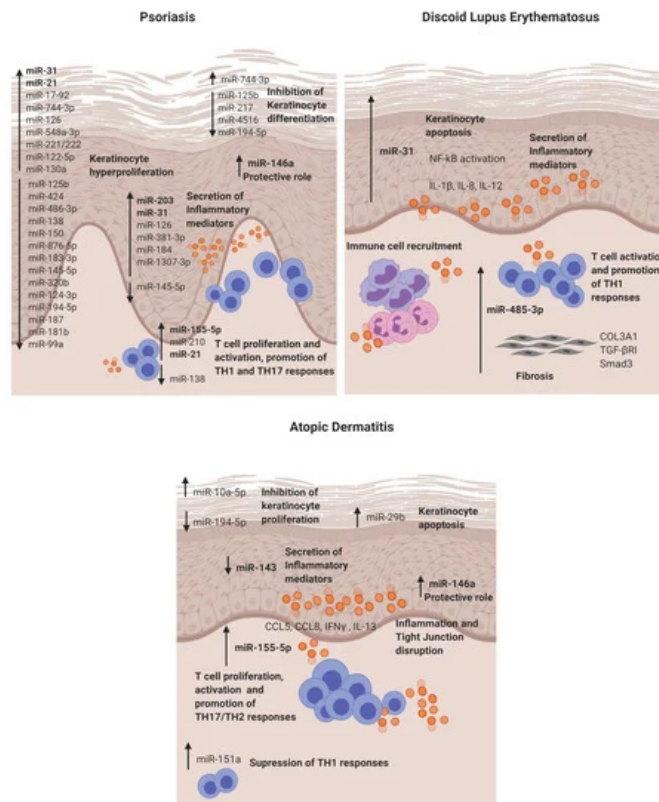 Psoriasis
miR-31
miR-21
miR-17-92
miR-744-3p
miR-126
miR-548a-3p
miR-221/222
miR-122-5p
miR-130a
miR-125b
miR-424
miR-486-3p
miR-138
miR-150
miR-876-5p
miR-183-3p
miR-145-5p
miR-320b
miR-124-3p
miR-194-5p
miR-187
miR-181b
miR-99a
Keratinocyte
hyperproliferation
miR-203
miR-31
miR-126
miR-381-3p
miR-184
miR-1307-3p
miR-145-5p
miR-744-3p
miR-125b
miR-217
miR-4516
miR-194-5p
Inhibition of
Keratinocyte
differentiation
miR-146a
Protective role
Secretion of
Inflammatory
mediators
miR-155-5p
miR-210
miR-21
miR-138
T cell proliferation and
activation, promotion of
TH1 and TH17 responses
Discoid Lupus Erythematosus
miR-31
Keratinocyte
apoptosis
NF-kB activation
IL-1β, IL-8, IL-12
Secretion of
Inflammatory
mediators
Immune cell recruitment
miR-485-3p
T cell activation
and promotion
of TH1
responses
COL3A1
TGF-βRI
Smad3
Fibrosis
Atopic Dermatitis
miR-10a-5p
miR-194-5p
Inhibition of
keratinocyte
proliferation
miR-29b
Keratinocyte
apoptosis
miR-143
Secretion of
Inflammatory
mediators
miR-146a
Protective role
CCL5, CCL8, IFNγ , IL-13
Inflammation and
Tight Junction
disruption
miR-155-5p
T cell proliferation,
activation and
promotion of
TH17/TH2 responses
miR-151a
Supression of TH1 responses